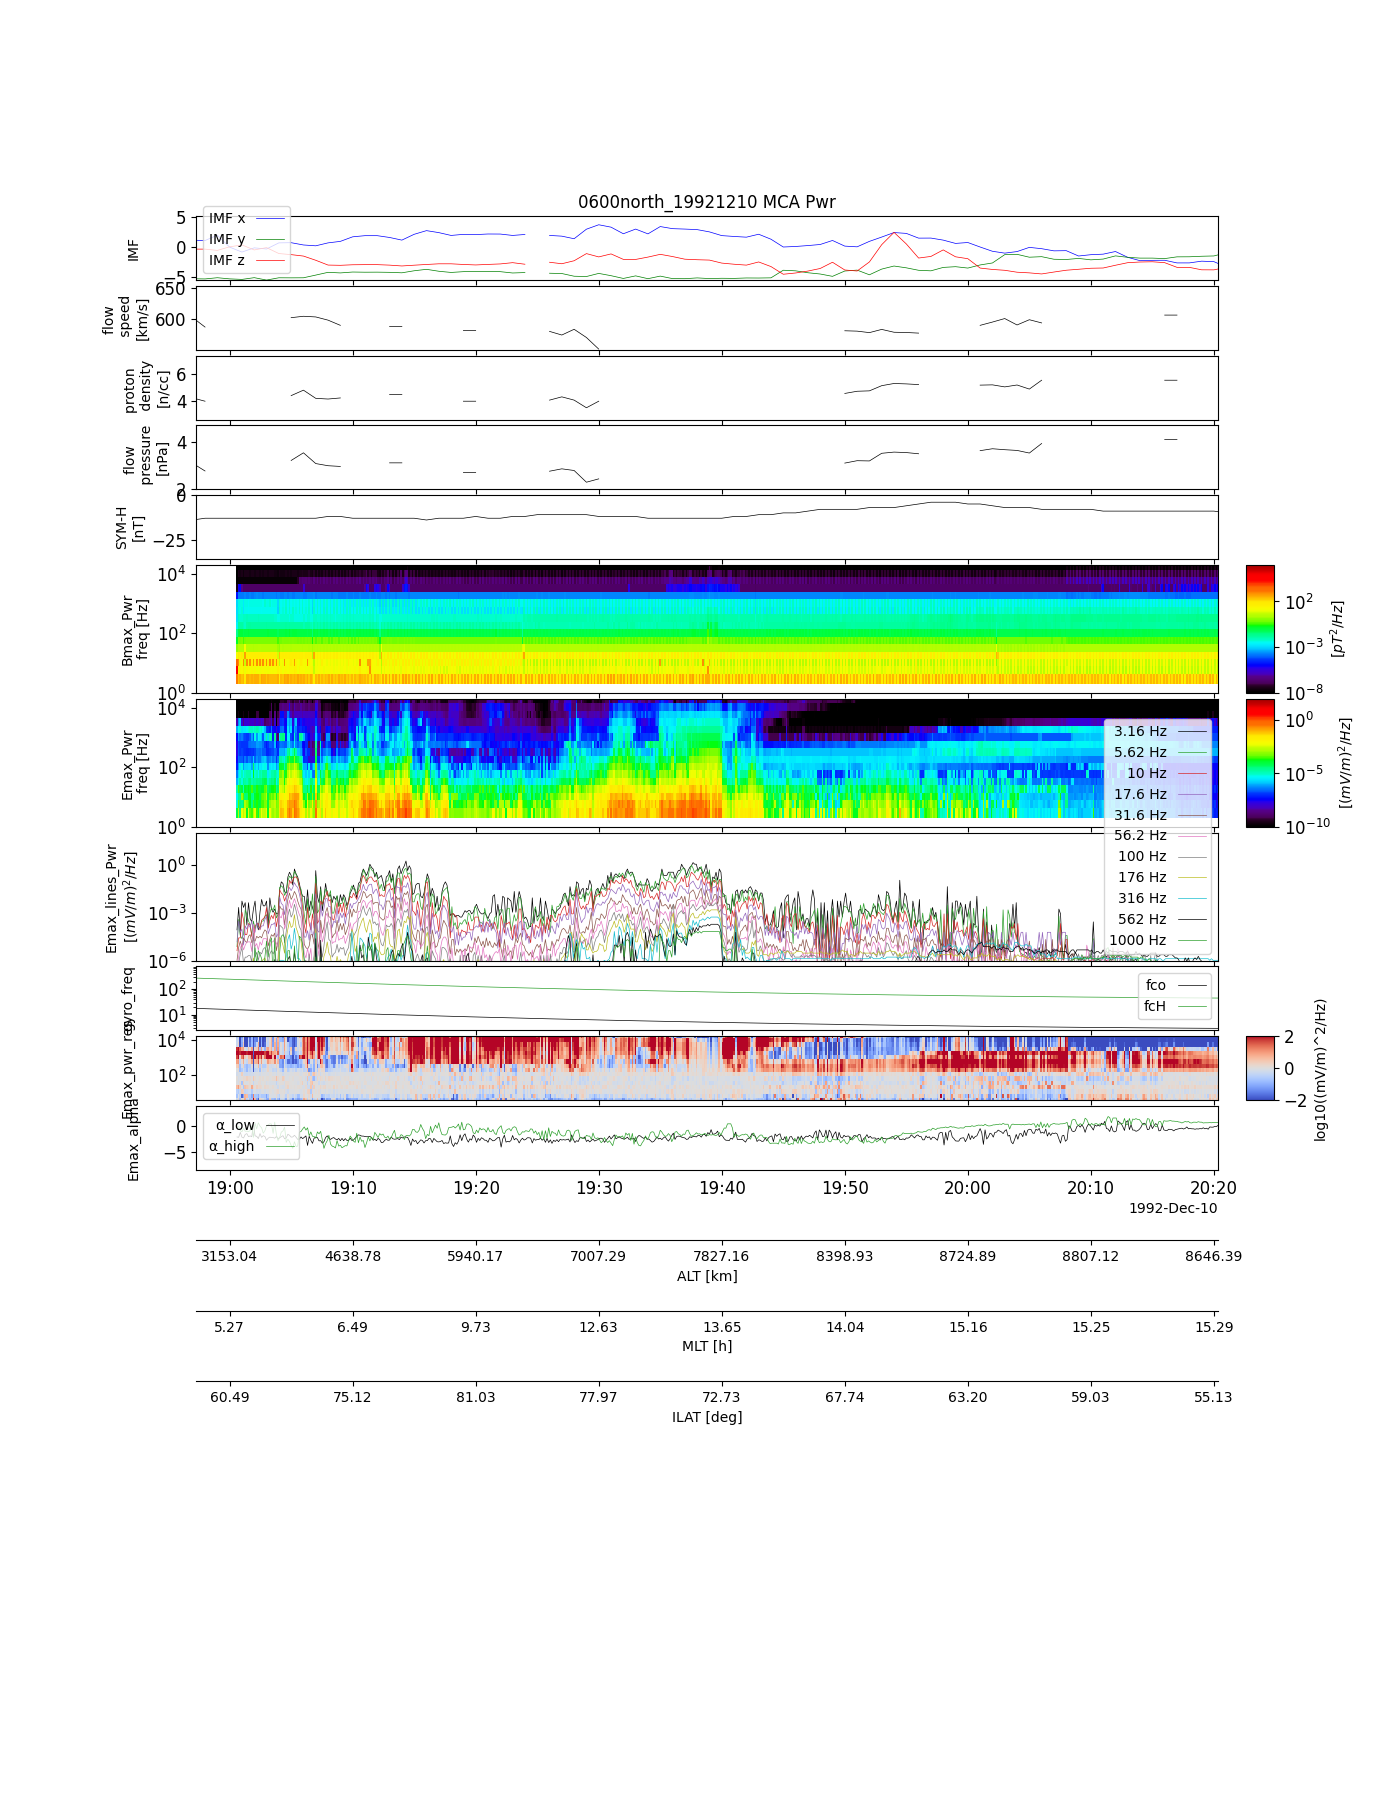 0600north_19921210 MCA Pwr
IMF
5
0
−5
IMF x
IMF y
IMF z
flow
speed
[km/s]
650
600
proton
density
[n/cc]
6
4
flow
pressure
[nPa]
4
2
SYM-H
[nT]
0
−25
Bmax_Pwr
freq [Hz]
10^4
10^2
10^0
10^2
10^−3
10^−8
[pT^2/Hz]
Emax_Pwr
freq [Hz]
10^4
10^2
10^0
10^0
10^−5
10^−10
[(mV/m)^2/Hz]
3.16 Hz
5.62 Hz
10 Hz
17.6 Hz
31.6 Hz
56.2 Hz
100 Hz
176 Hz
316 Hz
562 Hz
1000 Hz
Emax_lines_Pwr
[(mV/m)^2/Hz]
10^0
10^−3
10^−6
gyro_freq
10^2
10^1
fco
fcH
Emax_pwr_reg
10^4
10^2
2
0
−2
log10((mV/m)^2/Hz)
Emax_alpha
0
−5
α_low
α_high
19:00 19:10 19:20 19:30 19:40 19:50 20:00 20:10 20:20
1992-Dec-10
3153.04 4638.78 5940.17 7007.29 7827.16 8398.93 8724.89 8807.12 8646.39
ALT [km]
5.27 6.49 9.73 12.63 13.65 14.04 15.16 15.25 15.29
MLT [h]
60.49 75.12 81.03 77.97 72.73 67.74 63.20 59.03 55.13
ILAT [deg]